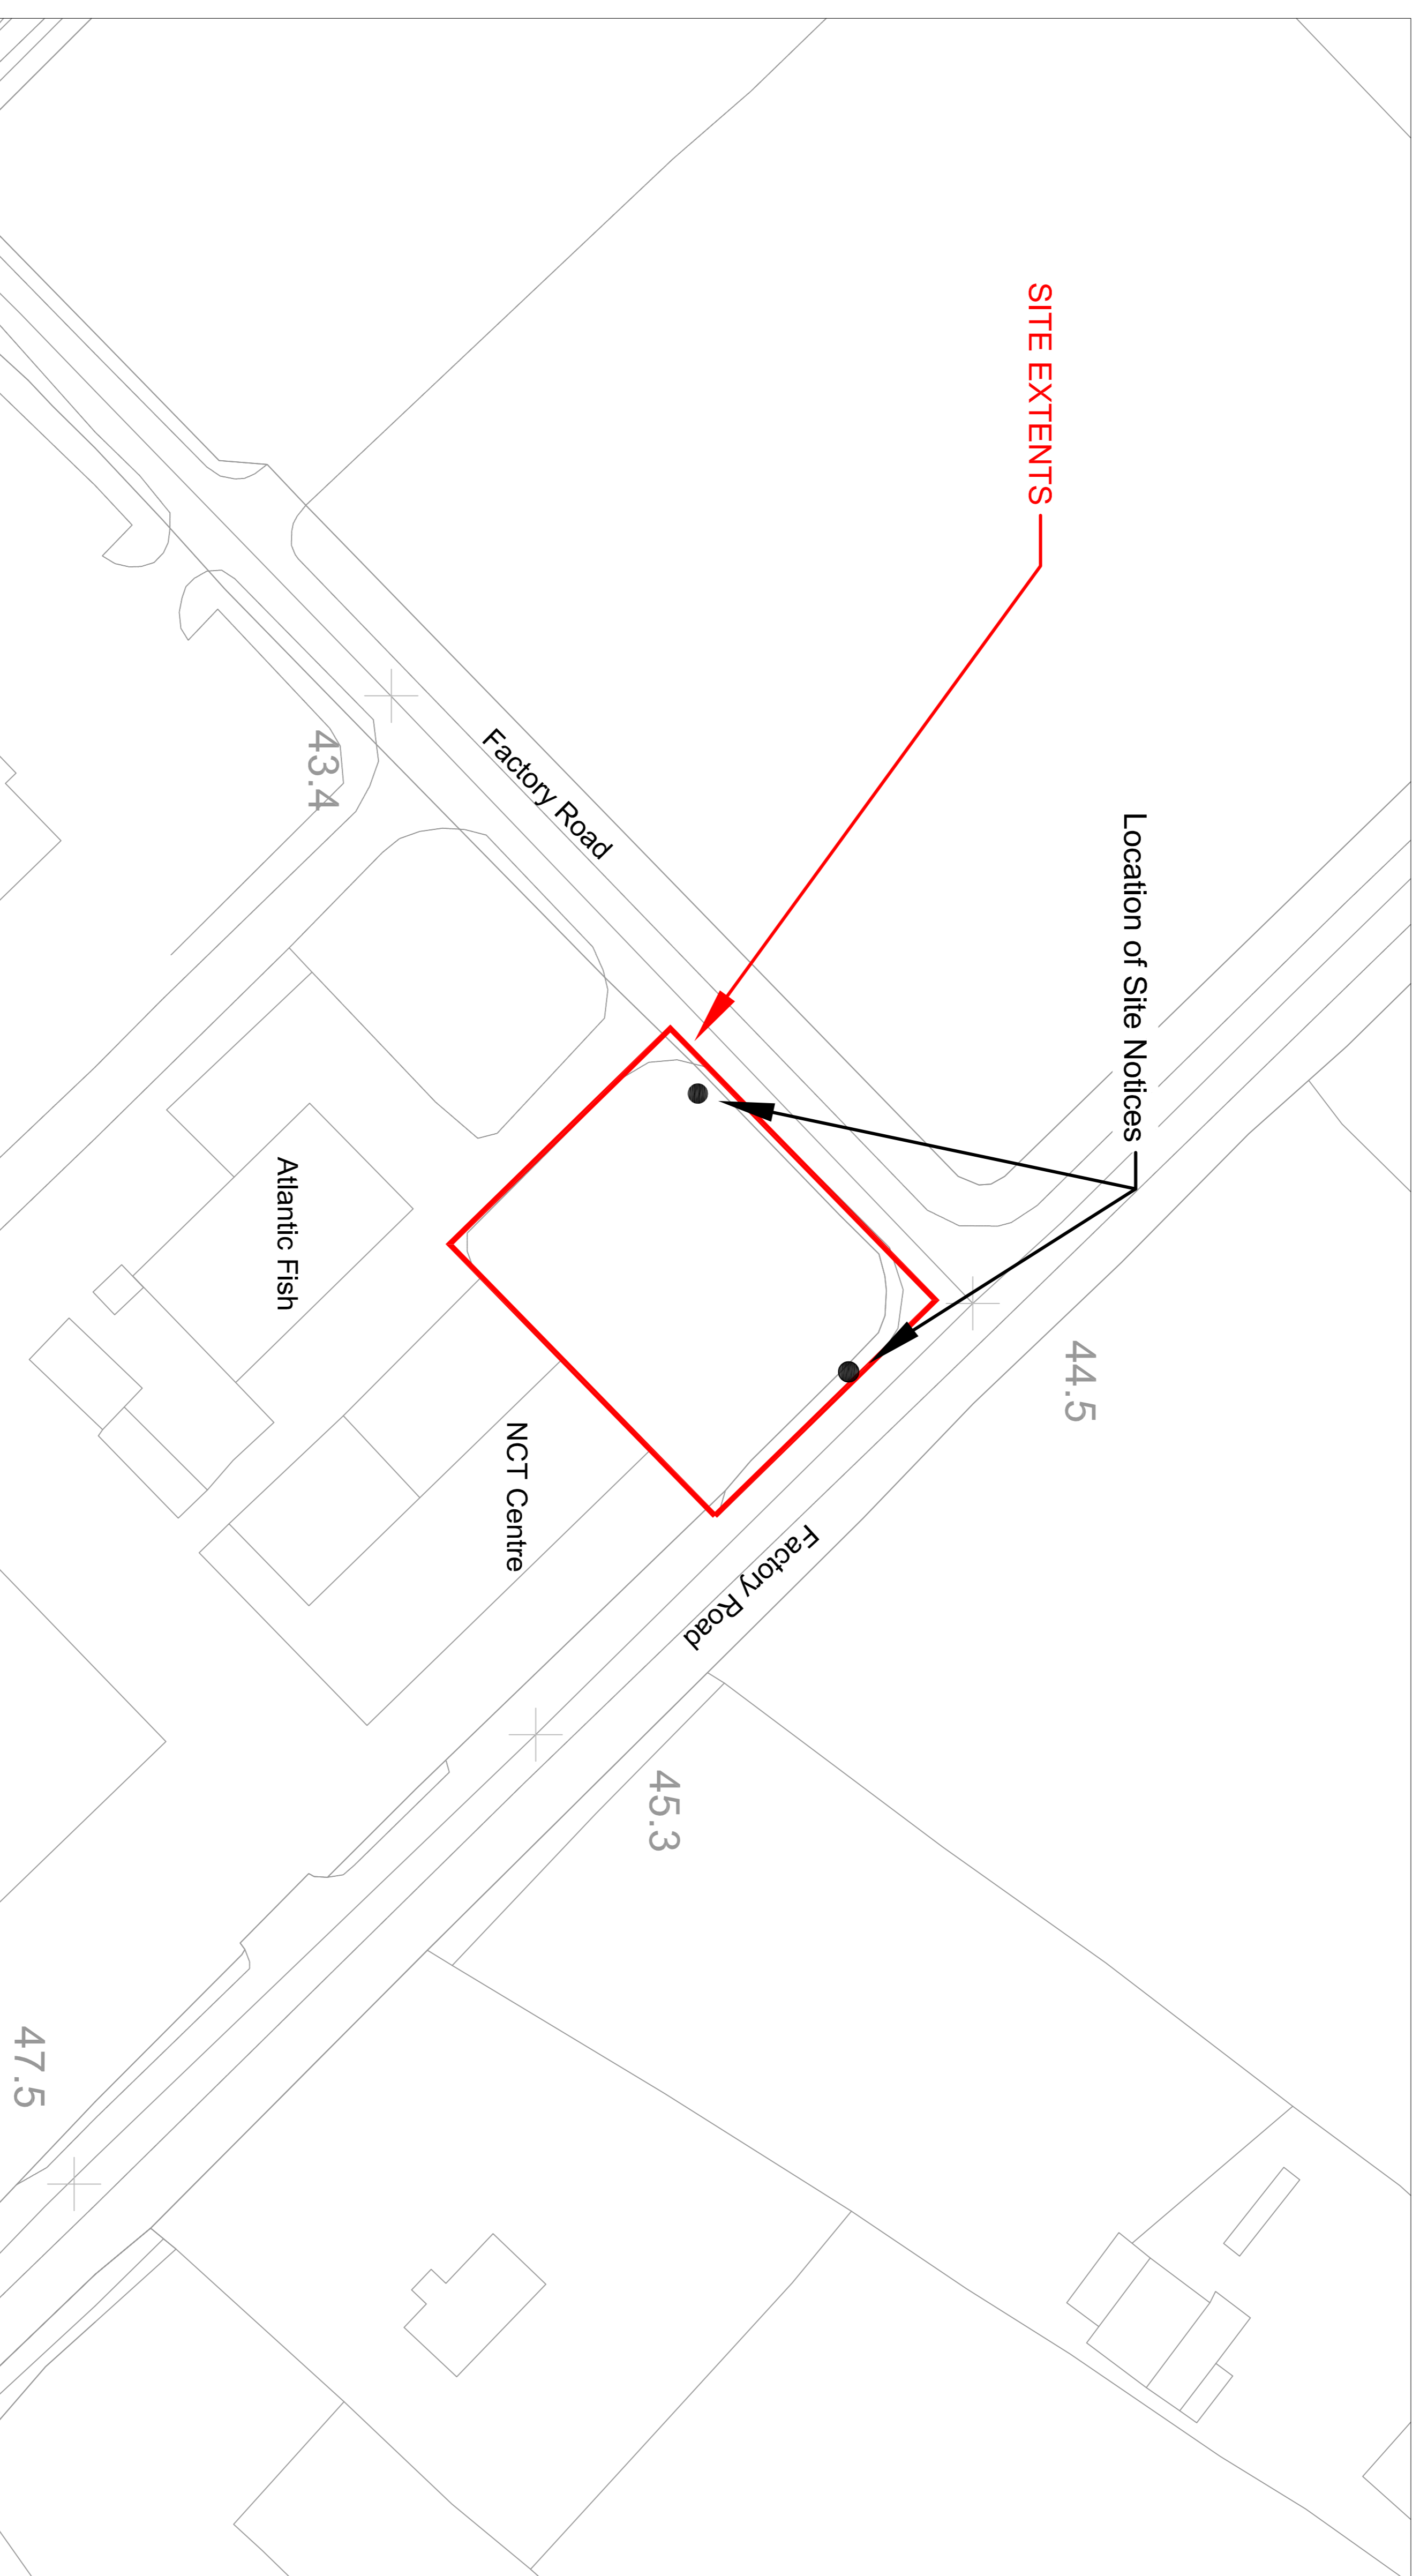 Location of Site Notices
SITE EXTENTS
44.5
Factory Road
Factory Road
45.3
NCT Centre
43.4
Atlantic Fish
47.5